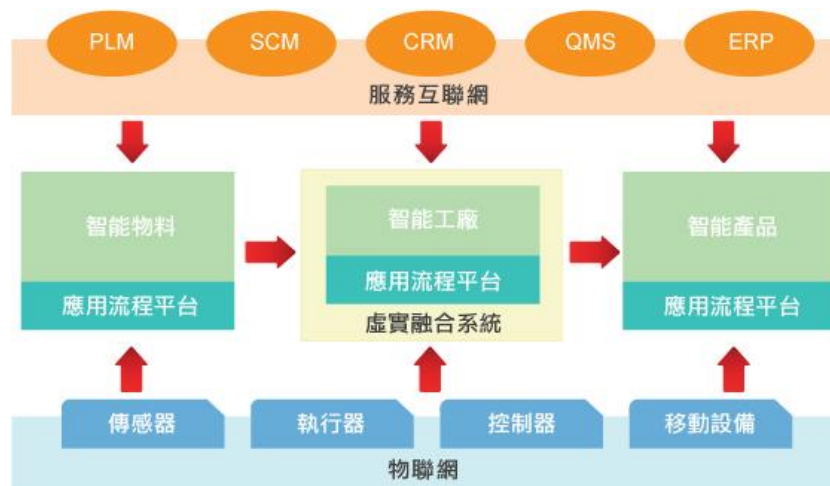 PLM
SCM
CRM
QMS
ERP
服務互聯網
智能物料
應用流程平台
智能工廠
應用流程平台
虛實融合系統
智能產品
應用流程平台
傳感器
執行器
控制器
移動設備
物聯網